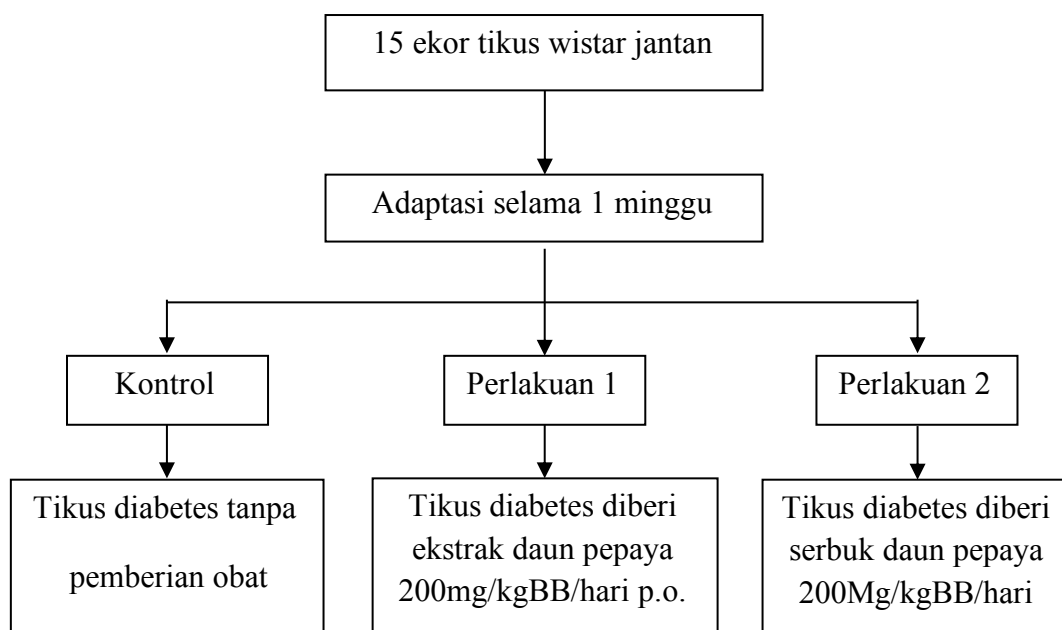 15 ekor tikus wistar jantan
Adaptasi selama 1 minggu
Kontrol
Perlakuan 1
Perlakuan 2
Tikus diabetes tanpa
pemberian obat
Tikus diabetes diberi
ekstrak daun pepaya
200mg/kgBB/hari p.o.
Tikus diabetes diberi
serbuk daun pepaya
200Mg/kgBB/hari